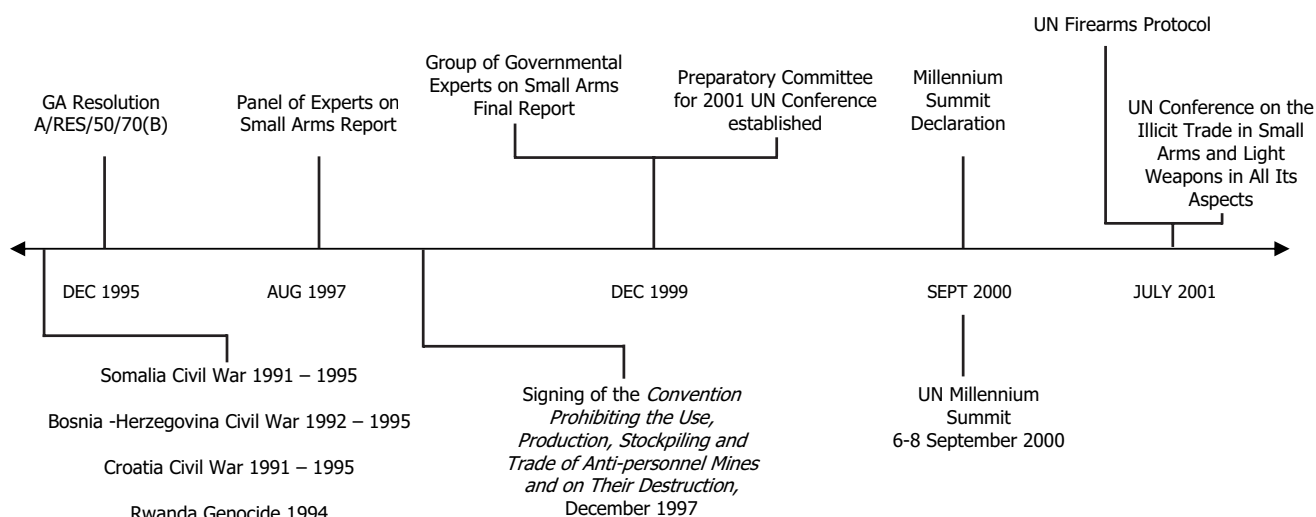 UN Firearms Protocol
Group of Governmental
Experts on Small Arms
Final Report
Preparatory Committee
for 2001 UN Conference
established
Millennium
Summit
Declaration
GA Resolution
A/RES/50/70(B)
Panel of Experts on
Small Arms Report
UN Conference on the
Illicit Trade in Small
Arms and Light
Weapons in All Its
Aspects
DEC 1995
AUG 1997
DEC 1999
SEPT 2000
JULY 2001
Somalia Civil War 1991 – 1995
Bosnia -Herzegovina Civil War 1992 – 1995
Croatia Civil War 1991 – 1995
Rwanda Genocide 1994
Signing of the Convention
Prohibiting the Use,
Production, Stockpiling and
Trade of Anti-personnel Mines
and on Their Destruction,
December 1997
UN Millennium
Summit
6-8 September 2000